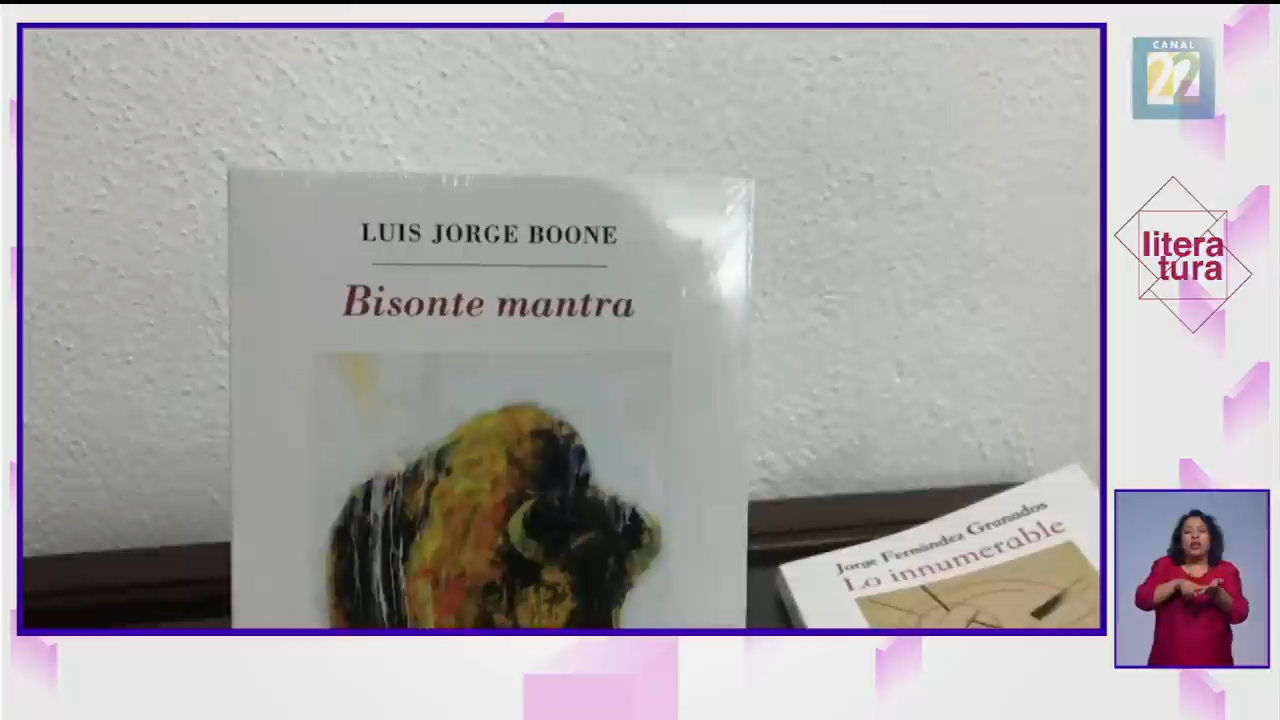 CANAL
22
LUIS JORGE BOONE
Bisonte mantra
litera
tura
Jorge Fernández Granados
Lo innumerable